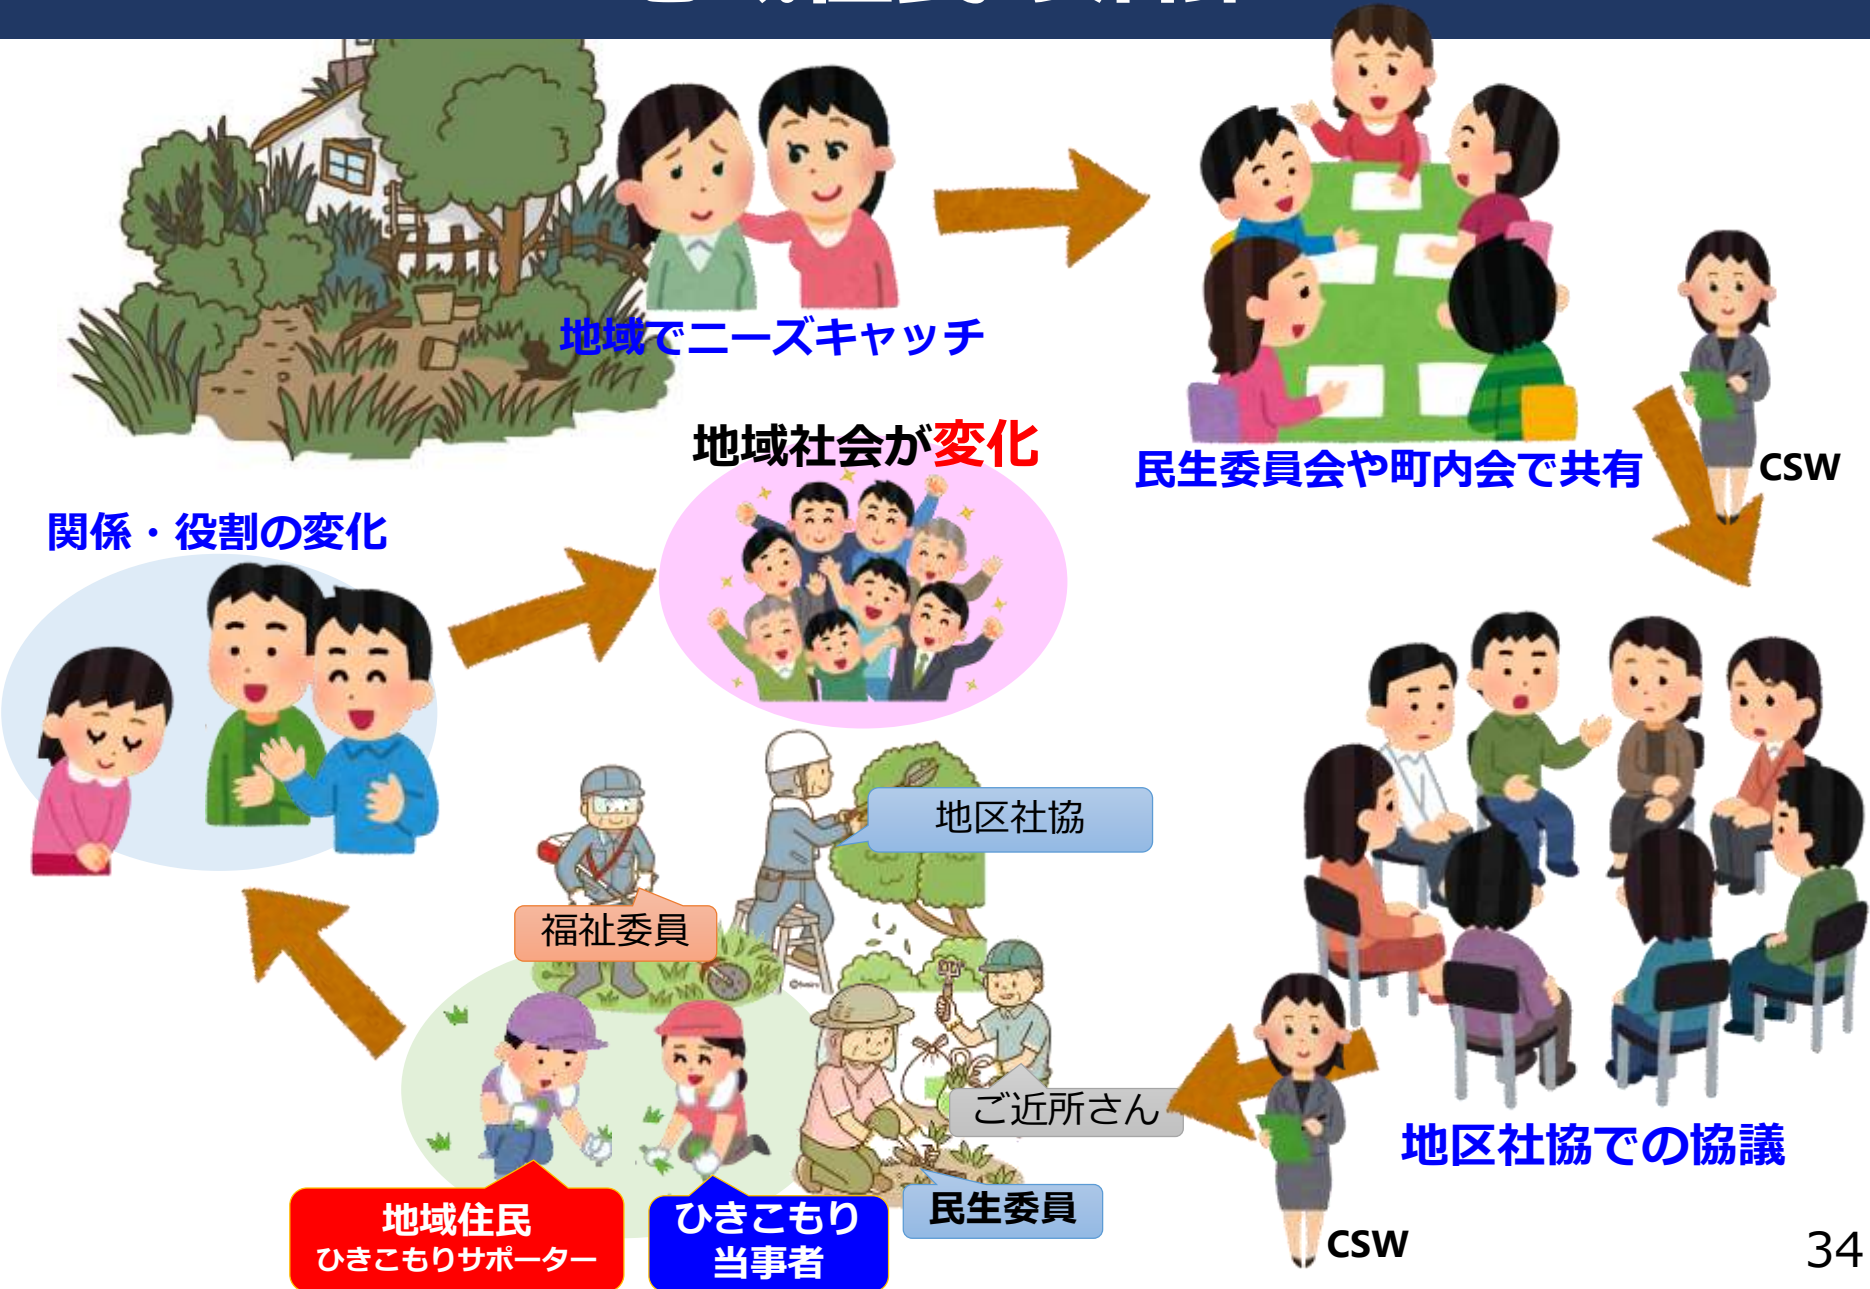 地域でニーズキャッチ
民生委員会や町内会で共有
CSW
地域社会が変化
関係・役割の変化
地区社協
福祉委員
ご近所さん
地区社協での協議
民生委員
地域住民
ひきこもりサポーター
ひきこもり
当事者
CSW
34